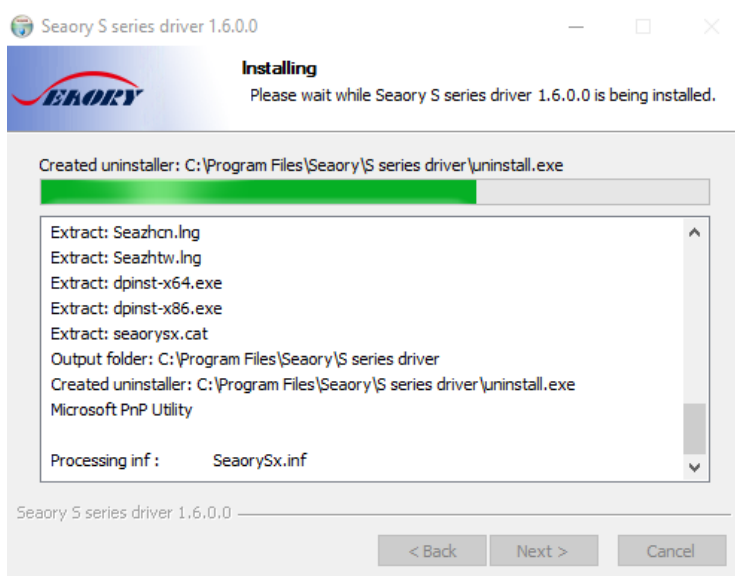 Seaory S series driver 1.6.0.0
SEAORY
Installing
Please wait while Seaory S series driver 1.6.0.0 is being installed.
Created uninstaller: C:\Program Files\Seaory\S series driver\uninstall.exe
Extract: Seazhcn.lng
Extract: Seazhtw.lng
Extract: dpinst-x64.exe
Extract: dpinst-x86.exe
Extract: seaorysx.cat
Output folder: C:\Program Files\Seaory\S series driver
Created uninstaller: C:\Program Files\Seaory\S series driver\uninstall.exe
Microsoft PnP Utility
Processing inf : SeaorySx.inf
Seaory S series driver 1.6.0.0
< Back Next > Cancel